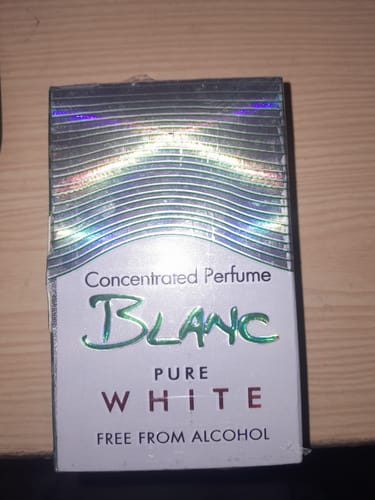 Concentrated Perfume
BLANC
PURE
WHITE
FREE FROM ALCOHOL